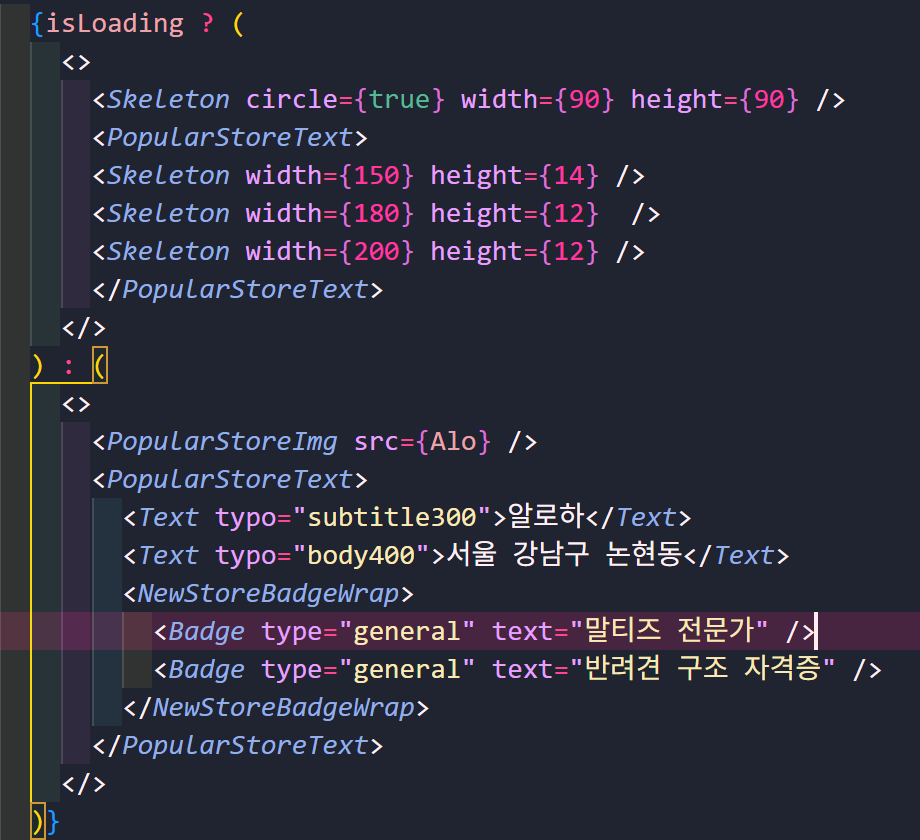 {isLoading ? (
<>
<Skeleton circle={true} width={90} height={90} />
<PopularStoreText>
<Skeleton width={150} height={14} />
<Skeleton width={180} height={12}  />
<Skeleton width={200} height={12} />
</PopularStoreText>
</>
) : (
<>
<PopularStoreImg src={Alo} />
<PopularStoreText>
<Text typo="subtitle300">알로하</Text>
<Text typo="body400">서울 강남구 논현동</Text>
<NewStoreBadgeWrap>
<Badge type="general" text="말티즈 전문가" />
<Badge type="general" text="반려견 구조 자격증" />
</NewStoreBadgeWrap>
</PopularStoreText>
</>
)}